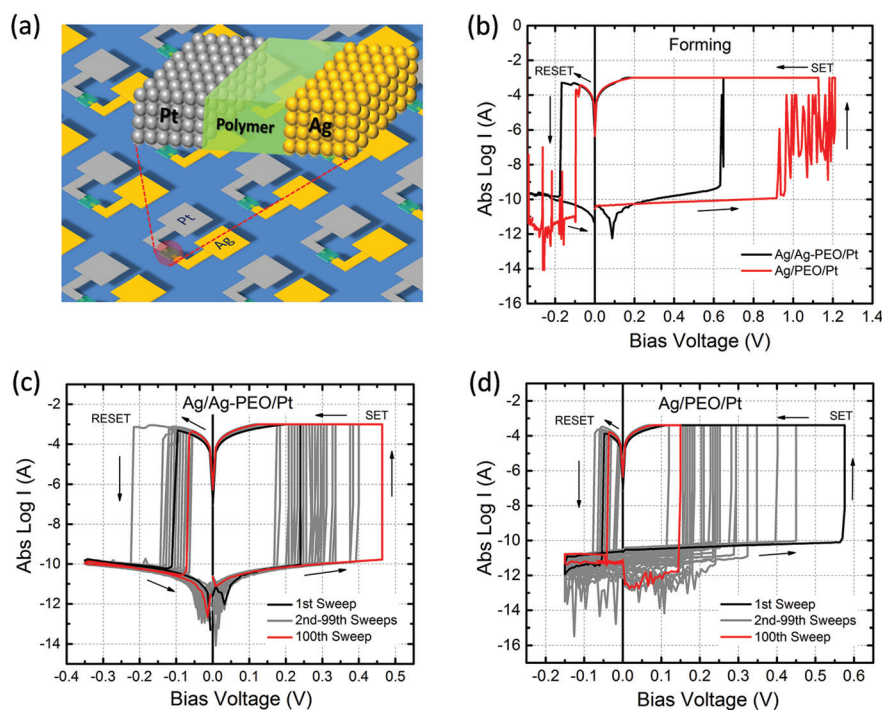 (a)
Pt
Polymer
Ag
Pt
Ag
(b)
Forming
RESET
SET
Abs Log I (A)
-2
-4
-6
-8
-10
-12
-14
-16
Ag/Ag-PEO/Pt
Ag/PEO/Pt
-0.2 0.0 0.2 0.4 0.6 0.8 1.0 1.2 1.4
Bias Voltage (V)
(c)
Ag/Ag-PEO/Pt
RESET
SET
Abs Log I (A)
-2
-4
-6
-8
-10
-12
-14
-16
1st Sweep
2nd-99th Sweeps
100th Sweep
-0.4 -0.3 -0.2 -0.1 0.0 0.1 0.2 0.3 0.4 0.5
Bias Voltage (V)
(d)
Ag/PEO/Pt
RESET
SET
Abs Log I (A)
-2
-4
-6
-8
-10
-12
-14
-16
1st Sweep
2nd-99th Sweeps
100th Sweep
-0.2 -0.1 0.0 0.1 0.2 0.3 0.4 0.5 0.6
Bias Voltage (V)